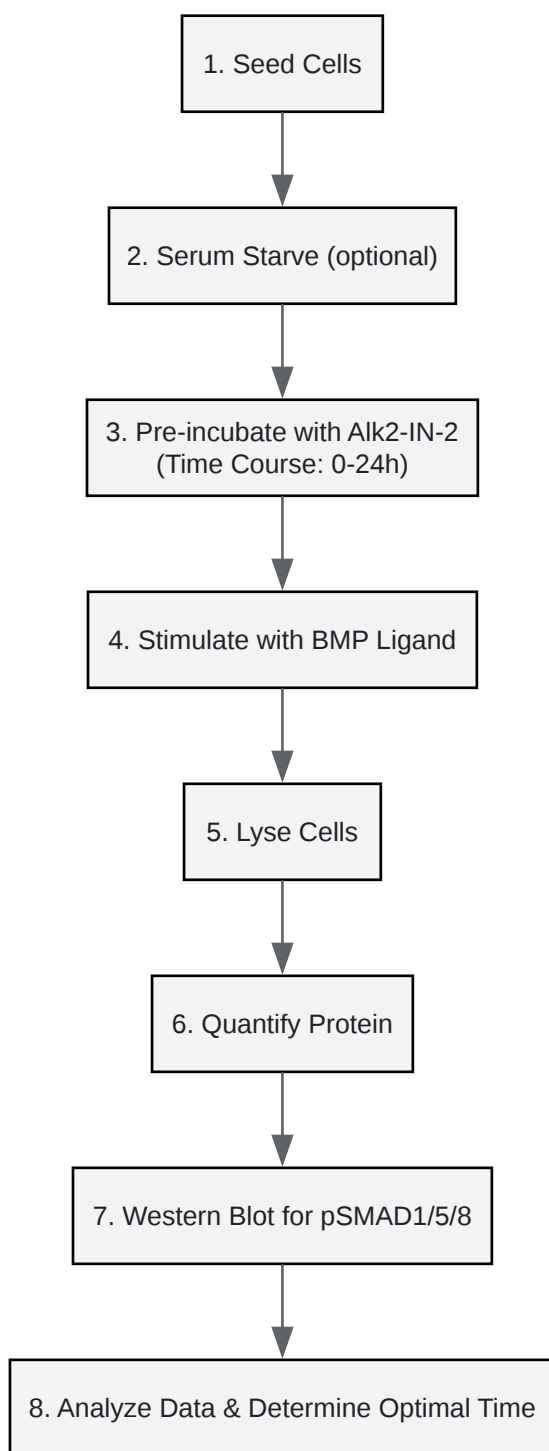 1. Seed Cells
2. Serum Starve (optional)
3. Pre-incubate with Alk2-IN-2
(Time Course: 0-24h)
4. Stimulate with BMP Ligand
5. Lyse Cells
6. Quantify Protein
7. Western Blot for pSMAD1/5/8
8. Analyze Data & Determine Optimal Time